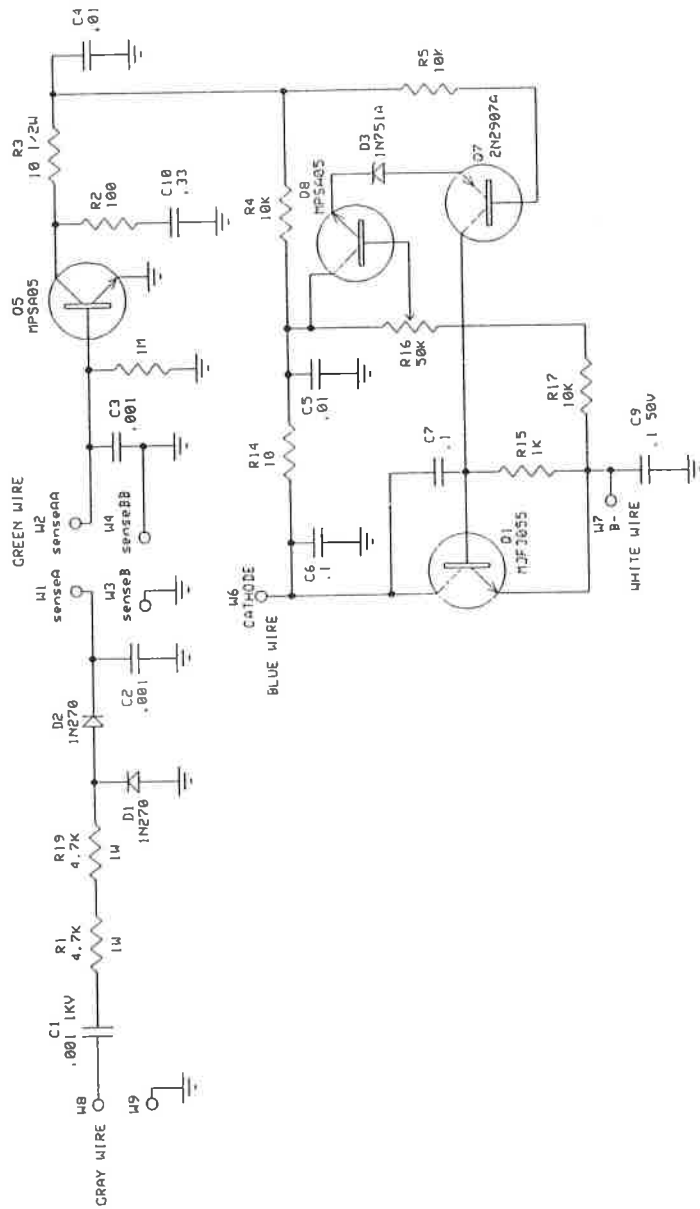 GRAY WIRE
W8
W9
C1
.001 1KV
R1
4.7K
1W
R19
4.7K
1W
D1
1N270
D2
1N270
C2
.001
W1
senseA
W3
senseB
GREEN WIRE
W2
senseAA
W4
senseBB
C3
.001
1M
Q5
MPSA05
R2
100
C10
.33
R3
10 1/2W
C4
.01
BLUE WIRE
W6
CATHODE
C6
.1
R14
10
C5
.01
R4
10K
R5
10K
Q8
MPSA05
D3
1N751A
Q7
2N2907A
R16
50K
R17
10K
C7
.1
R15
1K
Q1
MJF3055
W7
B-
WHITE WIRE
C9
.1 50V